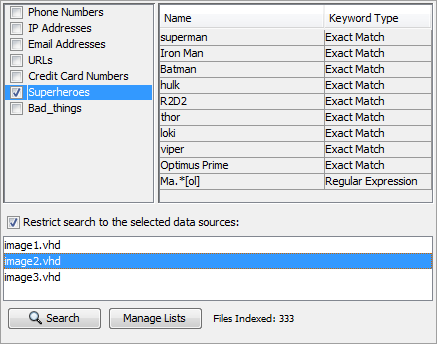 Phone Numbers
IP Addresses
Email Addresses
URLs
Credit Card Numbers
Superheroes
Bad_things
Name Keyword Type
superman Exact Match
Iron Man Exact Match
Batman Exact Match
hulk Exact Match
R2D2 Exact Match
thor Exact Match
loki Exact Match
viper Exact Match
Optimus Prime Exact Match
Ma.*[ol] Regular Expression
Restrict search to the selected data sources:
image1.vhd
image2.vhd
image3.vhd
Search Manage Lists Files Indexed: 333